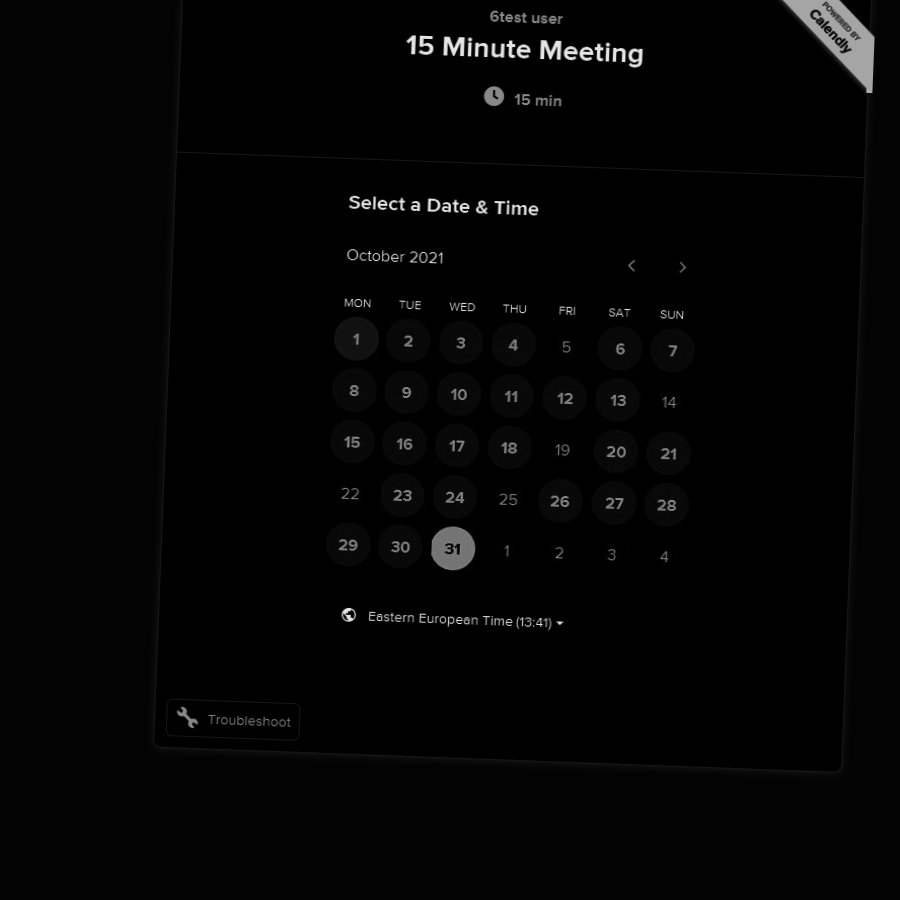 6test user
POWERED BY
Calendly
15 Minute Meeting
15 min
Select a Date & Time
October 2021
MON TUE WED THU FRI SAT SUN
1 2 3 4 5 6 7
8 9 10 11 12 13 14
15 16 17 18 19 20 21
22 23 24 25 26 27 28
29 30 31 1 2 3 4
Eastern European Time (13:41)
Troubleshoot